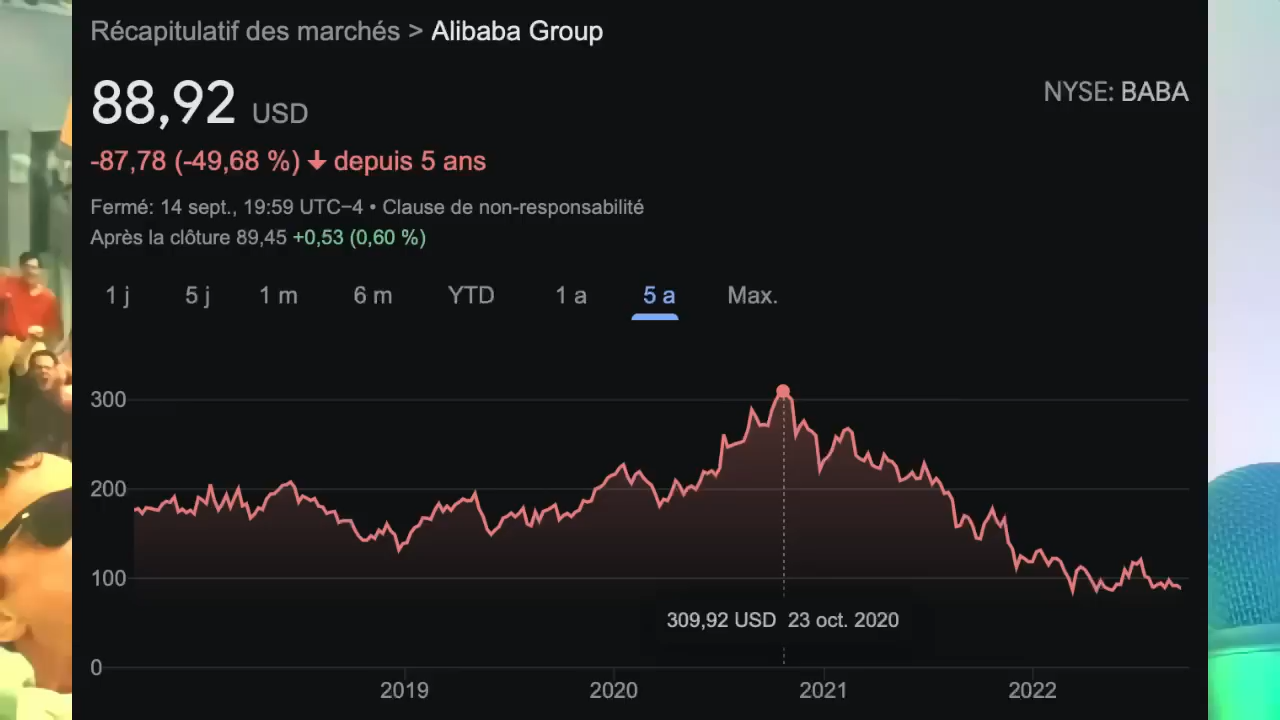 Récapitulatif des marchés > Alibaba Group
88,92 USD
NYSE: BABA
-87,78 (-49,68 %) ↓ depuis 5 ans
Fermé: 14 sept., 19:59 UTC−4 • Clause de non-responsabilité
Après la clôture 89,45 +0,53 (0,60 %)
1 j 5 j 1 m 6 m YTD 1 a 5 a Max.
300
200
100
309,92 USD 23 oct. 2020
0
2019 2020 2021 2022